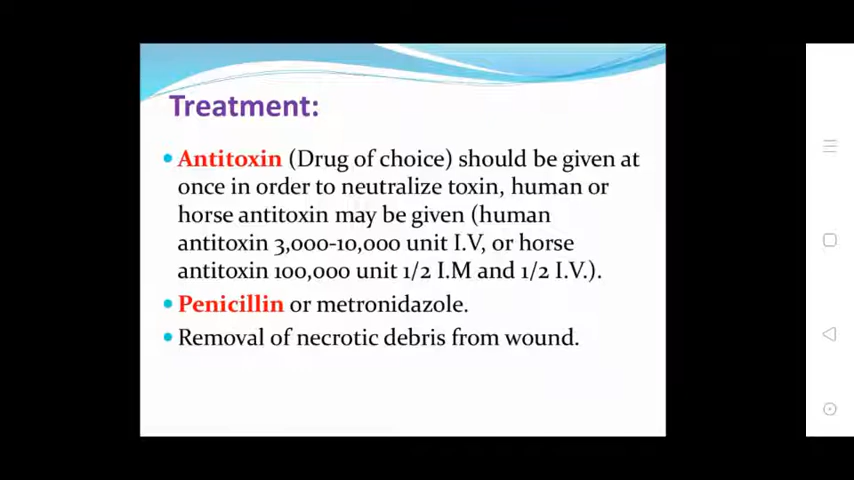 Treatment:
Antitoxin (Drug of choice) should be given at
once in order to neutralize toxin, human or
horse antitoxin may be given (human
antitoxin 3,000-10,000 unit I.V, or horse
antitoxin 100,000 unit 1/2 I.M and 1/2 I.V.).
Penicillin or metronidazole.
Removal of necrotic debris from wound.